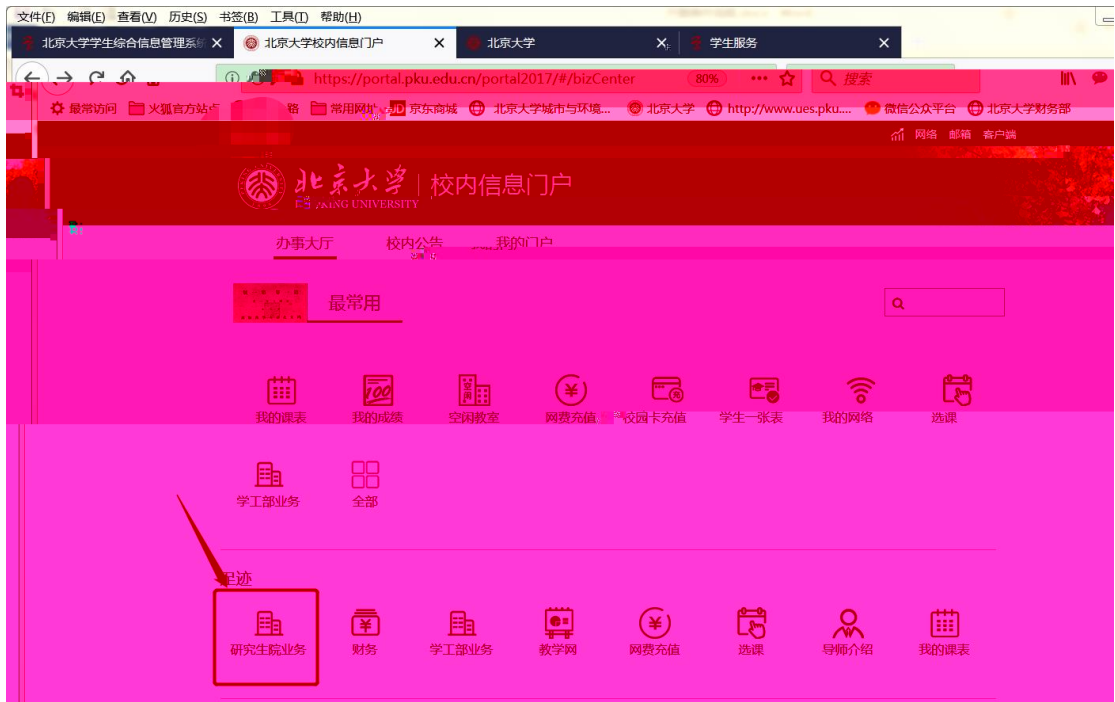 文件(F) 编辑(E) 查看(V) 历史(S) 书签(B) 工具(T) 帮助(H)
北京大学学生综合信息管理系统 北京大学校内信息门户 北京大学 学生服务
https://portal.pku.edu.cn/portal2017/#/bizCenter 80% 搜索
最常访问 火狐官方站点 常用网址 JD 京东商城 北京大学城市与环境... 北京大学 http://www.ues.pku.... 微信公众平台 北京大学财务部
网络 邮箱 客户端
北京大学 校内信息门户
PEKING UNIVERSITY
办事大厅 校内公告 我的门户
最常用
我的课表 我的成绩 空闲教室 网费充值 校园卡充值 学生一张表 我的网络 选课
学工部业务 全部
足迹
研究生院业务 财务 学工部业务 教学网 网费充值 选课 导师介绍 我的课表